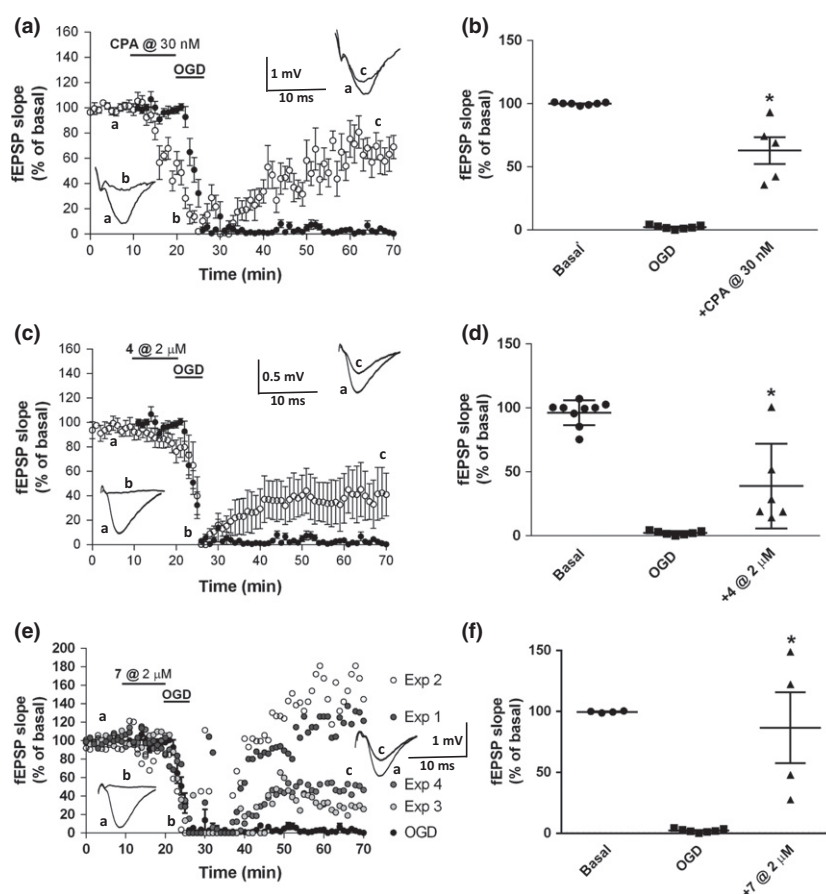 (a)
160
140
120
100
80
60
40
20
0
fEPSP slope
(% of basal)
CPA @ 30 nM
OGD
a
b
a
b
1 mV
10 ms
c
a
c
0 10 20 30 40 50 60 70
Time (min)
(b)
150
100
50
0
fEPSP slope
(% of basal)
*
Basal
OGD
+CPA @ 30 nM
(c)
160
140
120
100
80
60
40
20
0
fEPSP slope
(% of basal)
4 @ 2 μM
OGD
a
b
a
b
0.5 mV
10 ms
c
a
c
0 10 20 30 40 50 60 70
Time (min)
(d)
150
100
50
0
fEPSP slope
(% of basal)
*
Basal
OGD
+4 @ 2 μM
(e)
200
180
160
140
120
100
80
60
40
20
0
fEPSP slope
(% of basal)
7 @ 2 μM
OGD
a
b
a
b
Exp 2
Exp 1
1 mV
10 ms
c
a
c
Exp 4
Exp 3
OGD
0 10 20 30 40 50 60 70
Time (min)
(f)
150
100
50
0
fEPSP slope
(% of basal)
*
Basal
OGD
+7 @ 2 μM